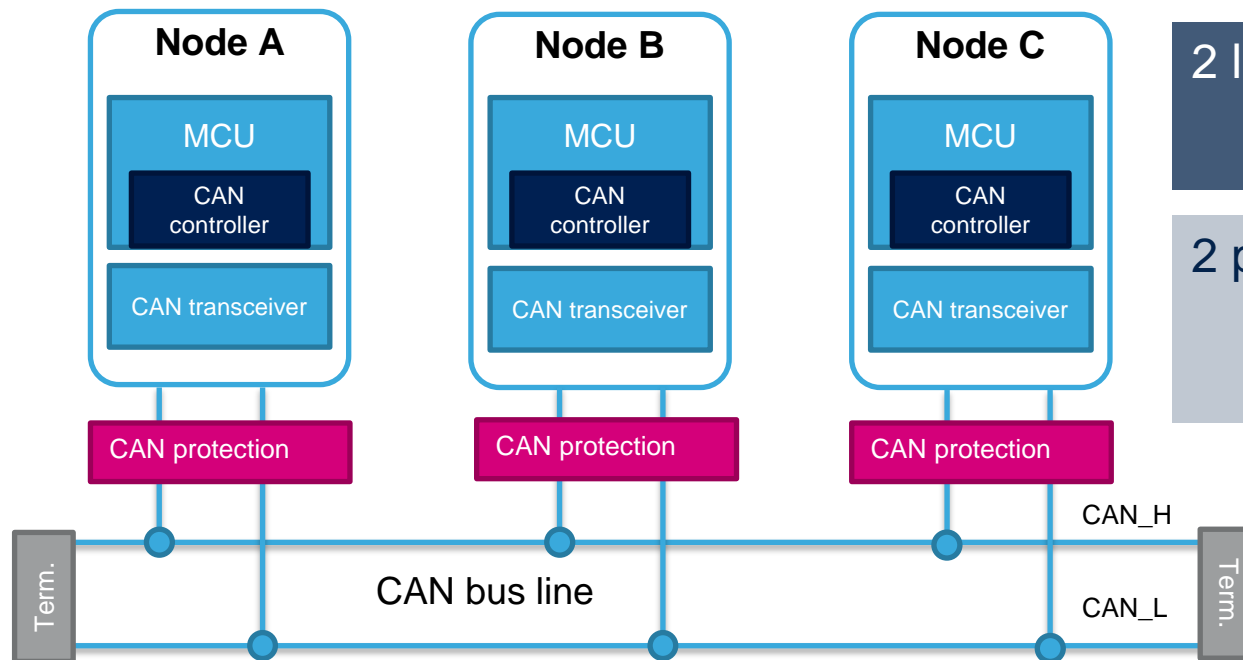 Node A
MCU
CAN
controller
CAN transceiver
CAN protection
Node B
MCU
CAN
controller
CAN transceiver
CAN protection
Node C
MCU
CAN
controller
CAN transceiver
CAN protection
2
2
CAN_H
CAN bus line
CAN_L
Term.
Term.